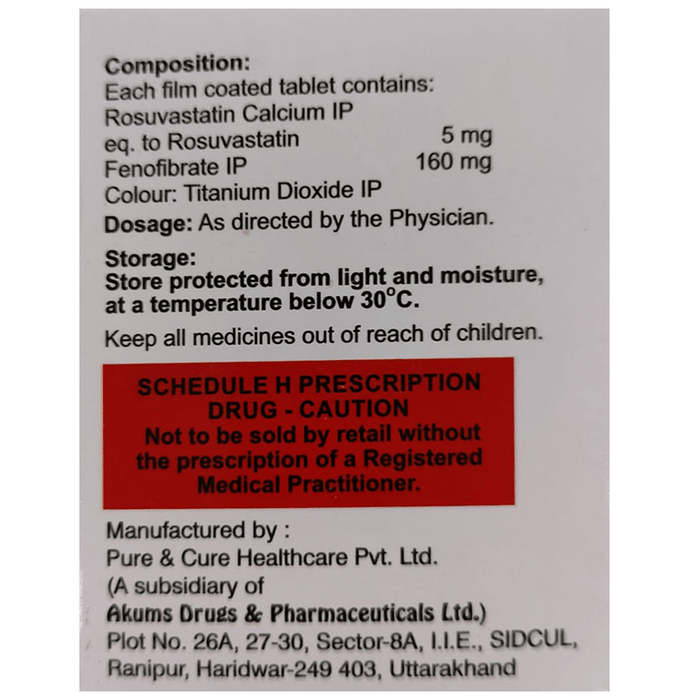 Composition:
Each film coated tablet contains:
Rosuvastatin Calcium IP
eq. to Rosuvastatin 5 mg
Fenofibrate IP 160 mg
Colour: Titanium Dioxide IP
Dosage: As directed by the Physician.
Storage:
Store protected from light and moisture,
at a temperature below 30°C.
Keep all medicines out of reach of children.
SCHEDULE H PRESCRIPTION
DRUG - CAUTION
Not to be sold by retail without
the prescription of a Registered
Medical Practitioner.
Manufactured by :
Pure & Cure Healthcare Pvt. Ltd.
(A subsidiary of
Akums Drugs & Pharmaceuticals Ltd.)
Plot No. 26A, 27-30, Sector-8A, I.I.E., SIDCUL,
Ranipur, Haridwar-249 403, Uttarakhand